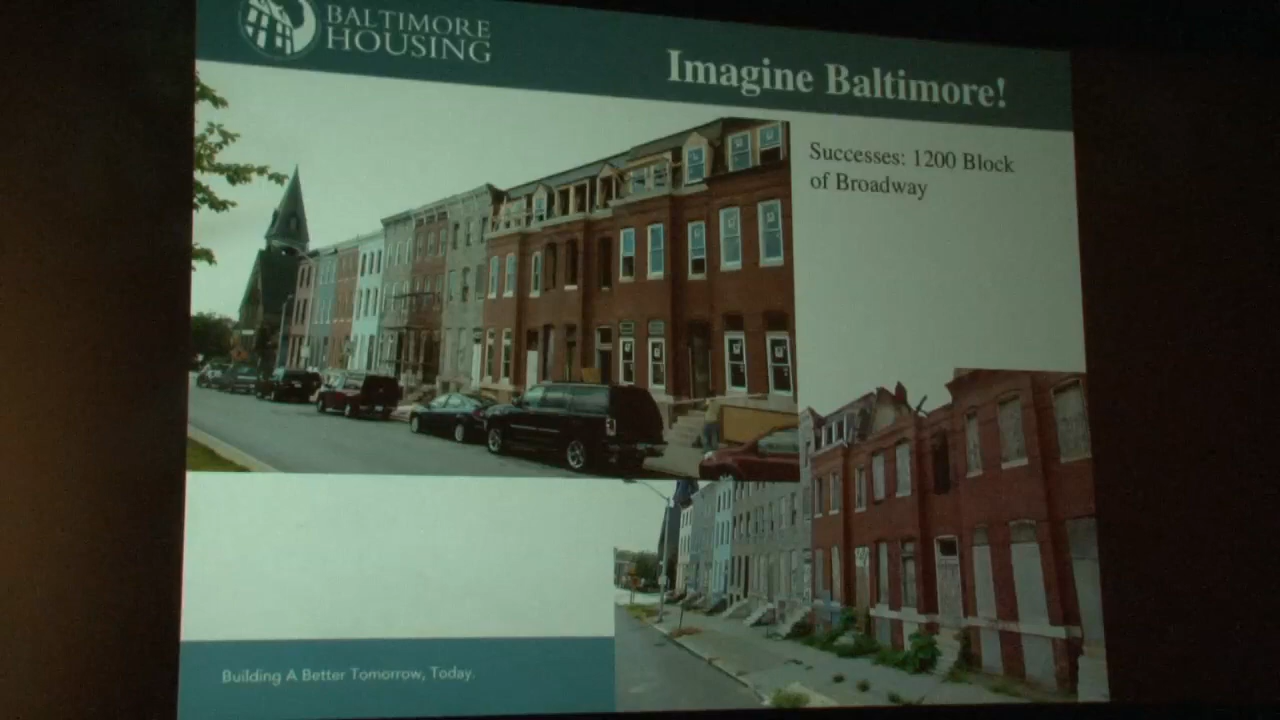 BALTIMORE
HOUSING
Imagine Baltimore!
Successes: 1200 Block
of Broadway
Building A Better Tomorrow, Today.